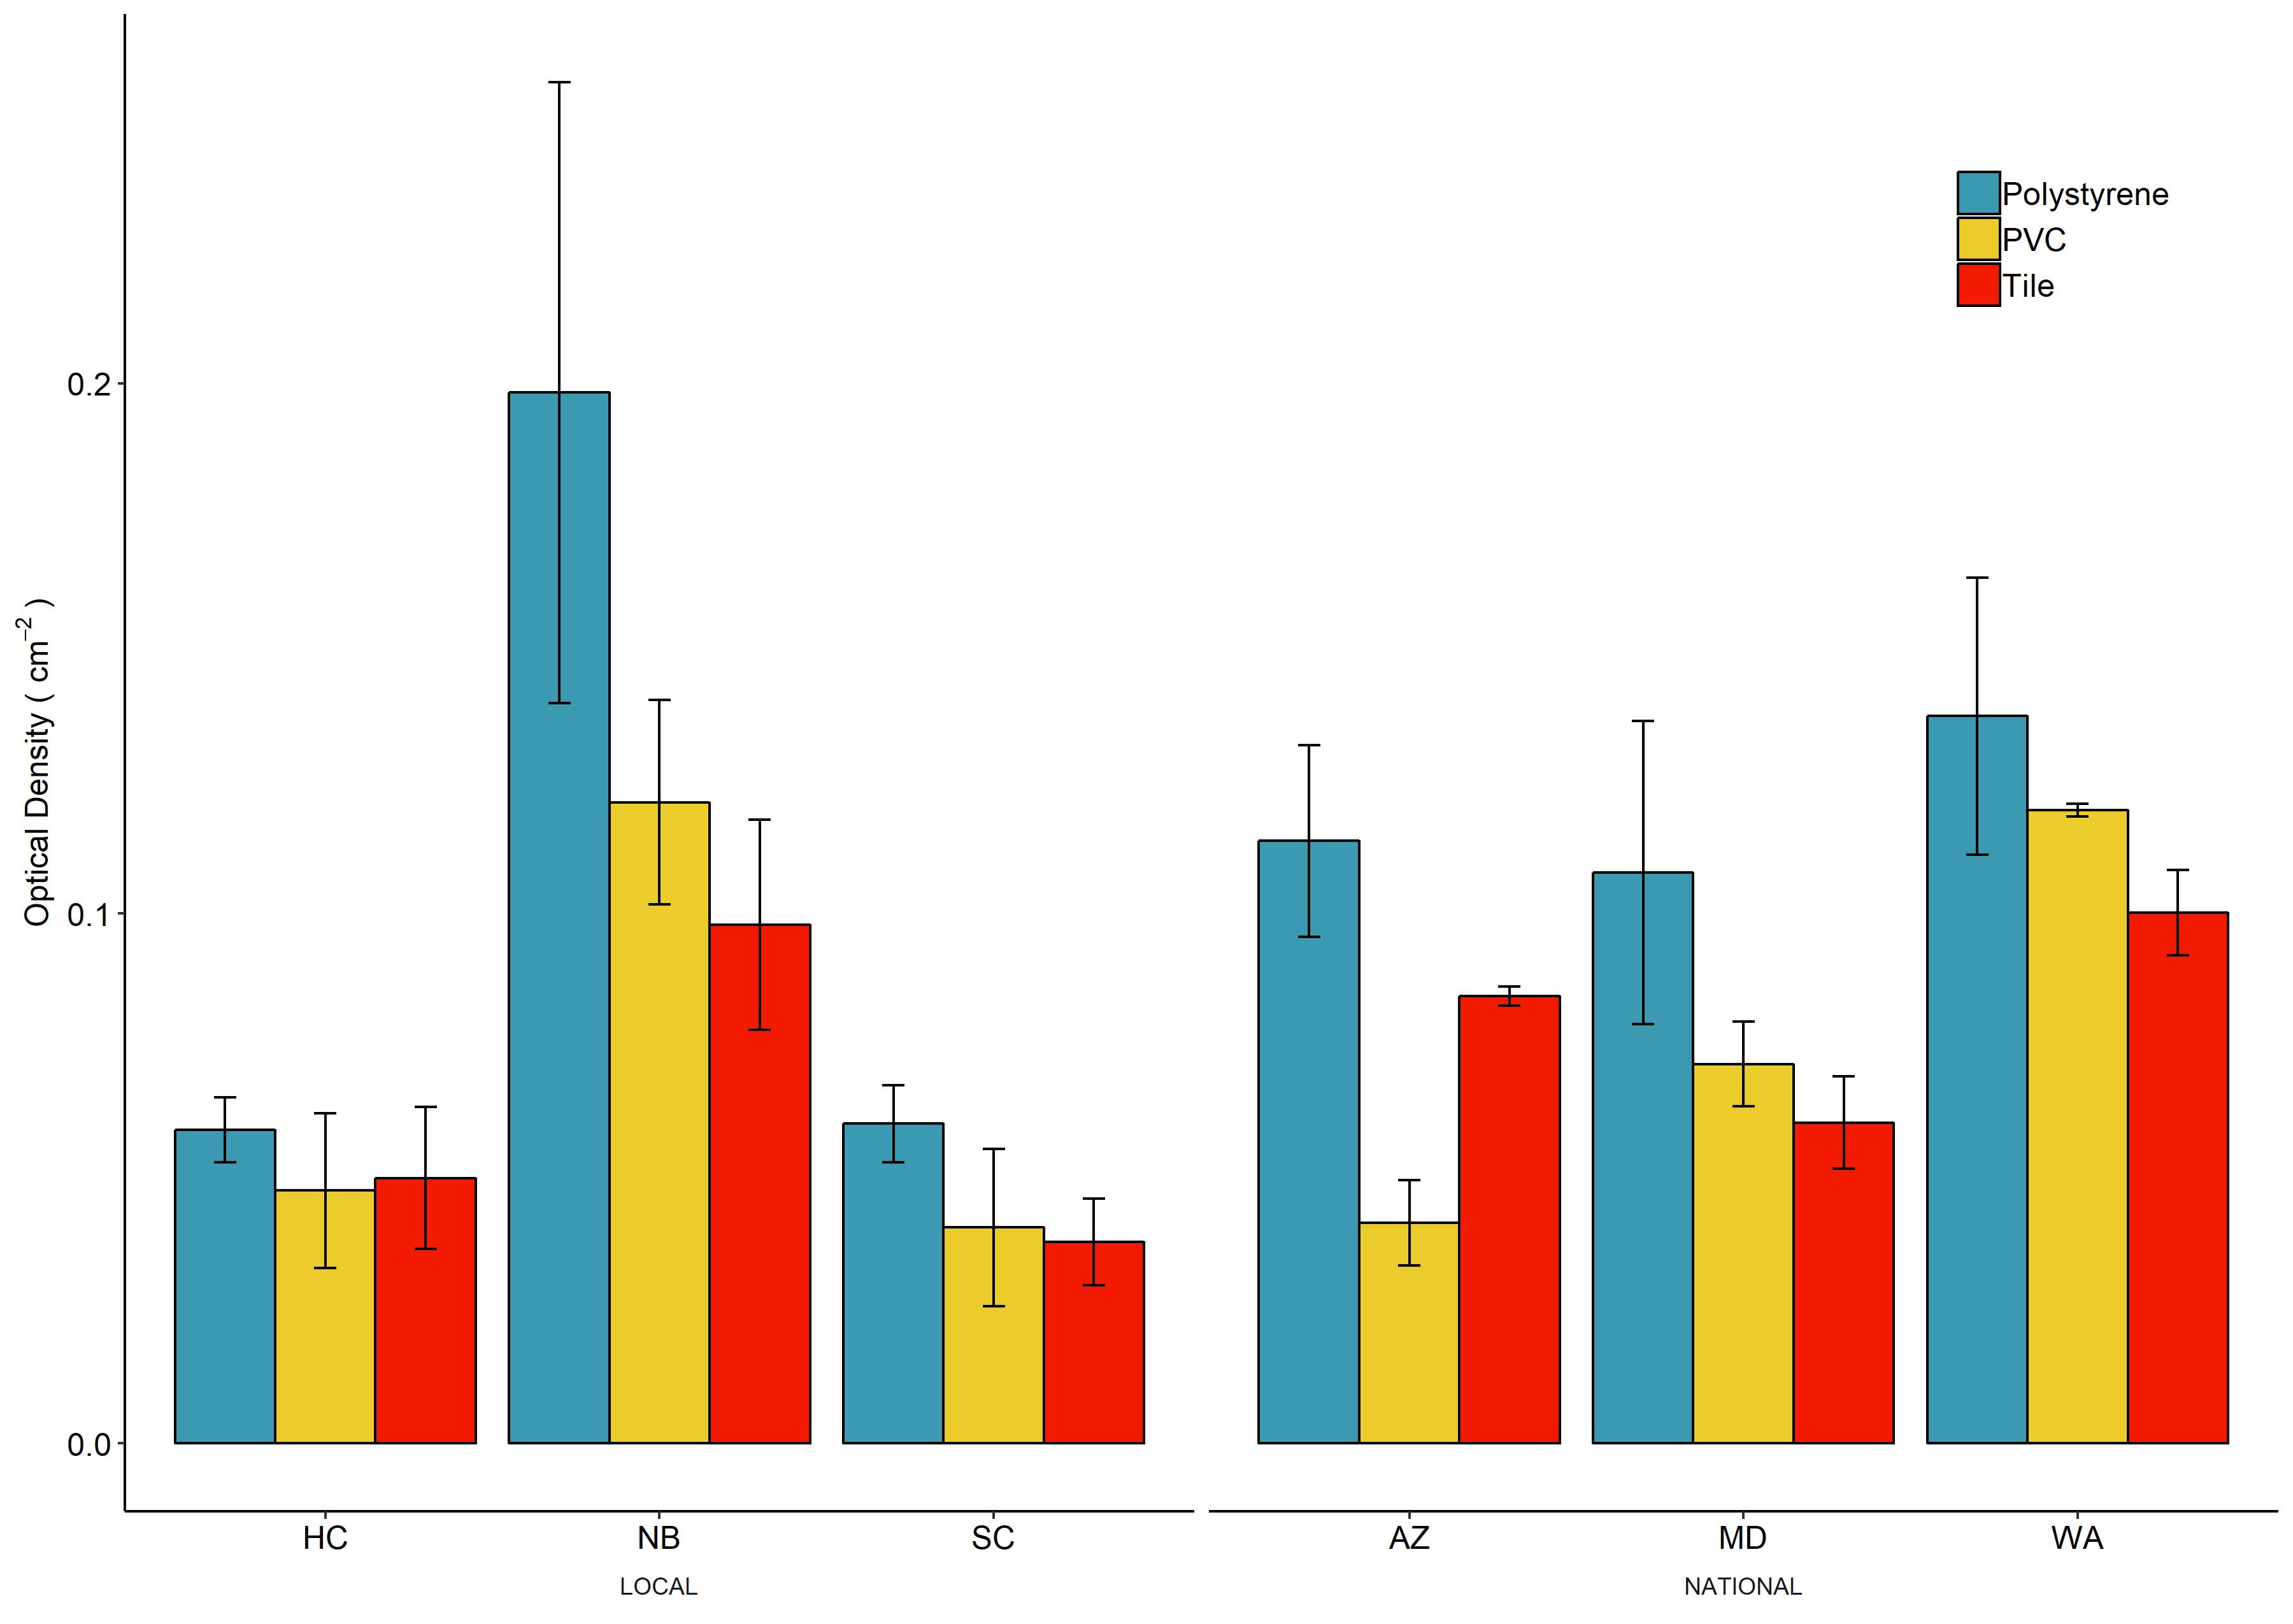 Polystyrene
PVC
Tile
0.2
0.1
0.0
Optical Density ( cm⁻² )
HC NB SC AZ MD WA
LOCAL NATIONAL